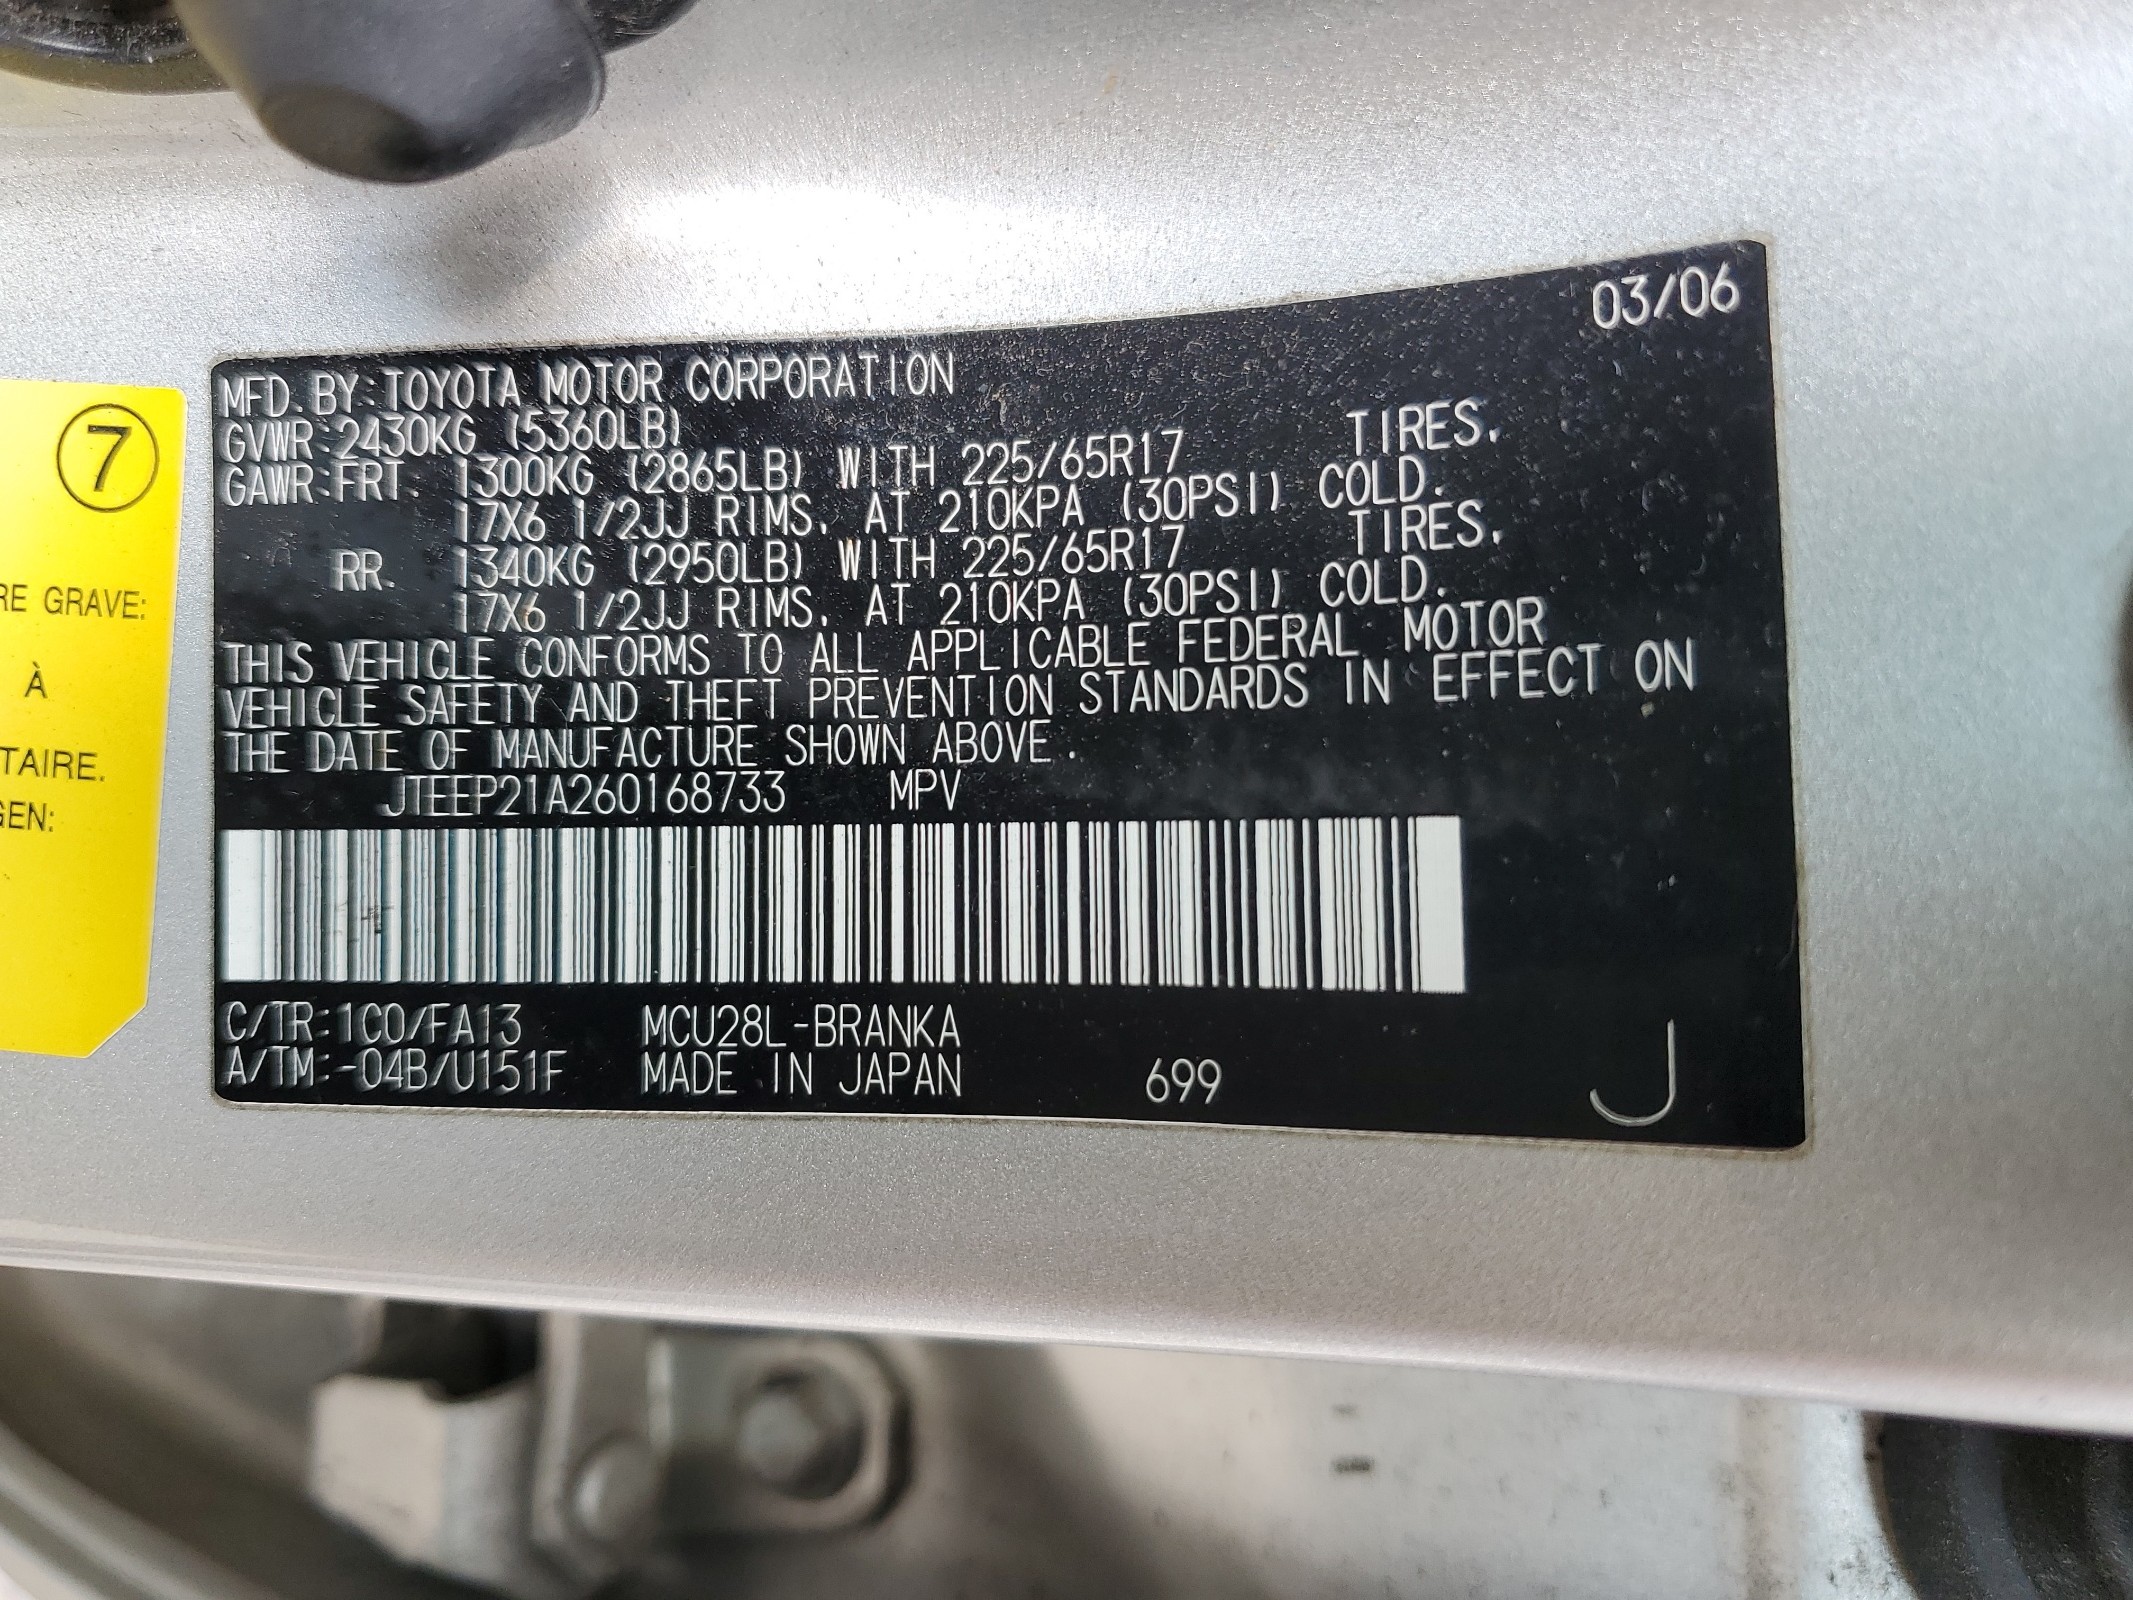 03/06
MFD. BY: TOYOTA MOTOR CORPORATION
GVWR: 2430KG (5360LB)
GAWR: FRT. 1300KG (2865LB) WITH 225/65R17 TIRES,
17X6 1/2JJ RIMS, AT 210KPA (30PSI) COLD.
RR. 1340KG (2950LB) WITH 225/65R17 TIRES,
17X6 1/2JJ RIMS, AT 210KPA (30PSI) COLD.
THIS VEHICLE CONFORMS TO ALL APPLICABLE FEDERAL MOTOR
VEHICLE SAFETY AND THEFT PREVENTION STANDARDS IN EFFECT ON
THE DATE OF MANUFACTURE SHOWN ABOVE.
JTEEP21A260168733 MPV
C/TR:1C0/FA13 MCU28L-BRANKA
A/TM:-04B/U151F MADE IN JAPAN 699 J
7
RE GRAVE:
À
TAIRE.
GEN: